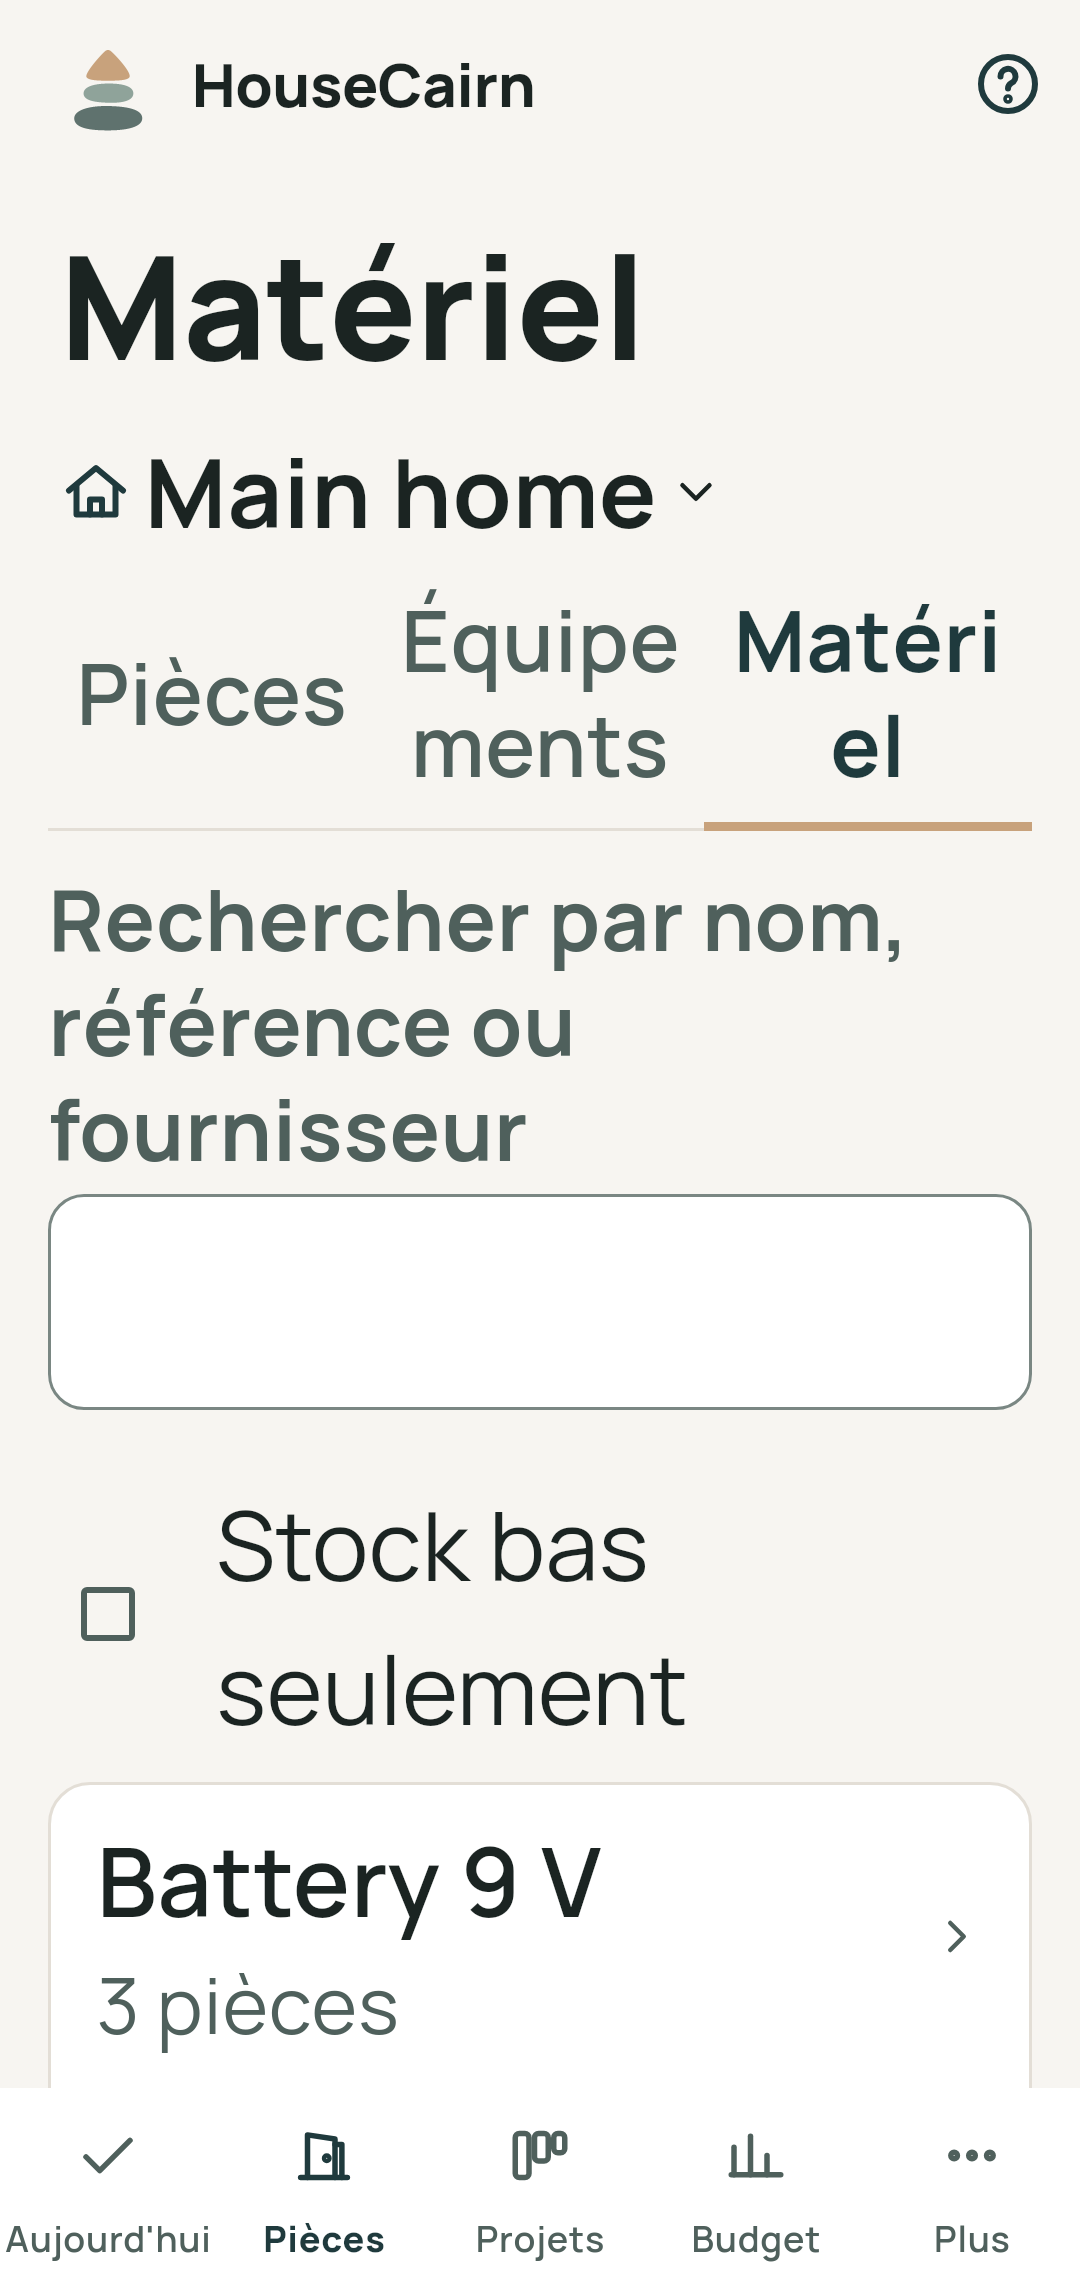 HouseCairn
Matériel
Main home
Pièces
Équipe
ments
Matéri
el
Rechercher par nom,
référence ou
fournisseur
Stock bas
seulement
Battery 9 V
3 pièces
Aujourd'hui
Pièces
Projets
Budget
Plus